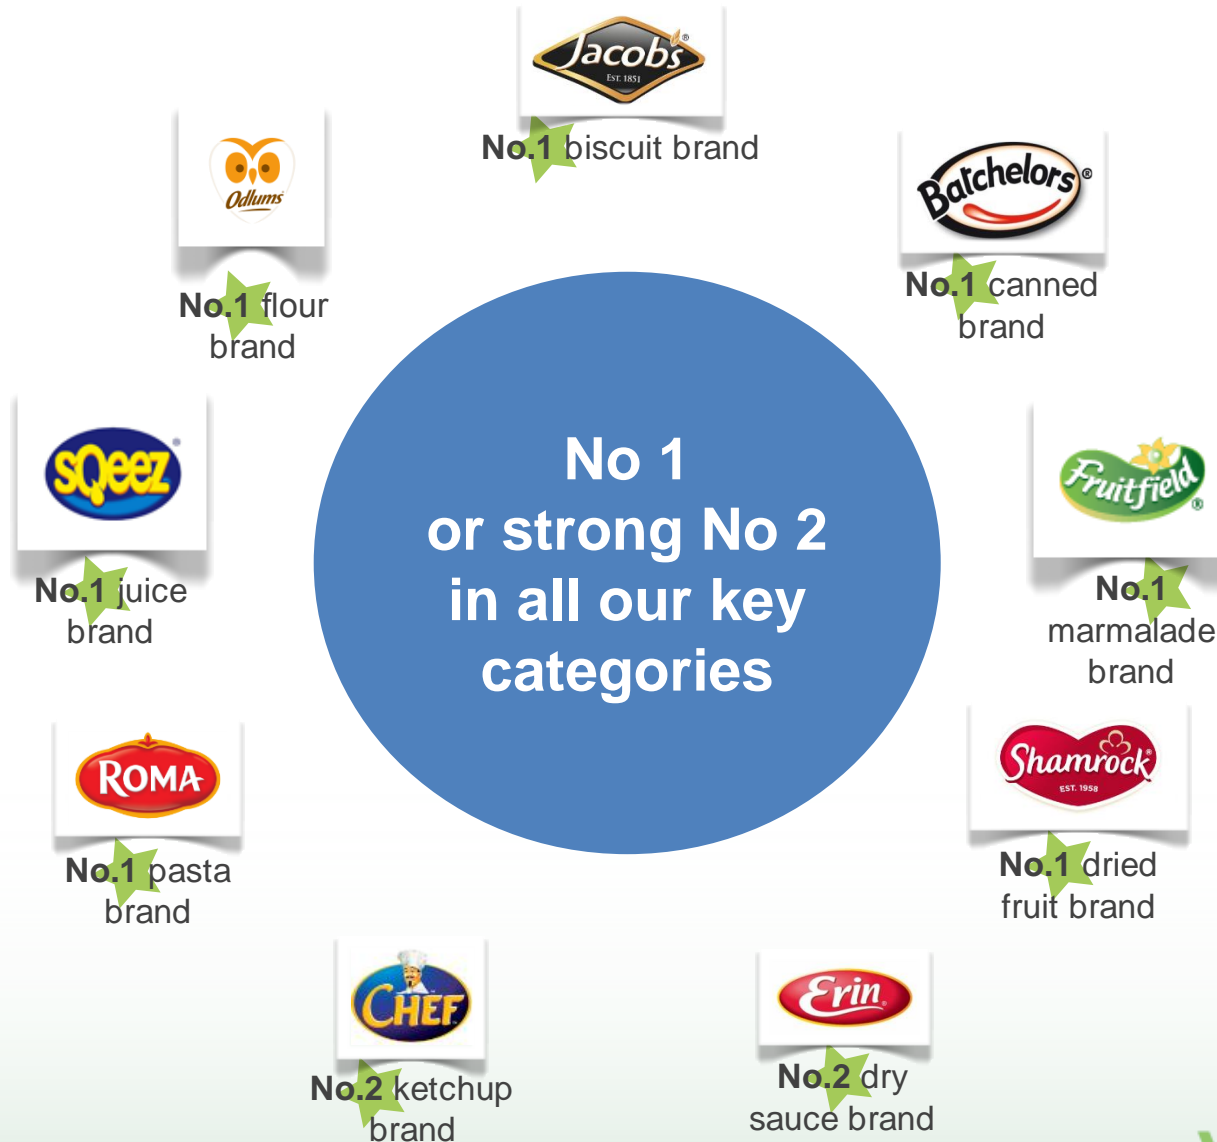 Jacob's
EST. 1851
No.1 biscuit brand
Odlums
No.1 flour
brand
Batchelors
No.1 canned
brand
No 1
or strong No 2
in all our key
categories
sQeez
No.1 juice
brand
Fruitfield
No.1
marmalade
brand
ROMA
No.1 pasta
brand
Shamrock
EST. 1958
No.1 dried
fruit brand
CHEF
No.2 ketchup
brand
Erin
No.2 dry
sauce brand